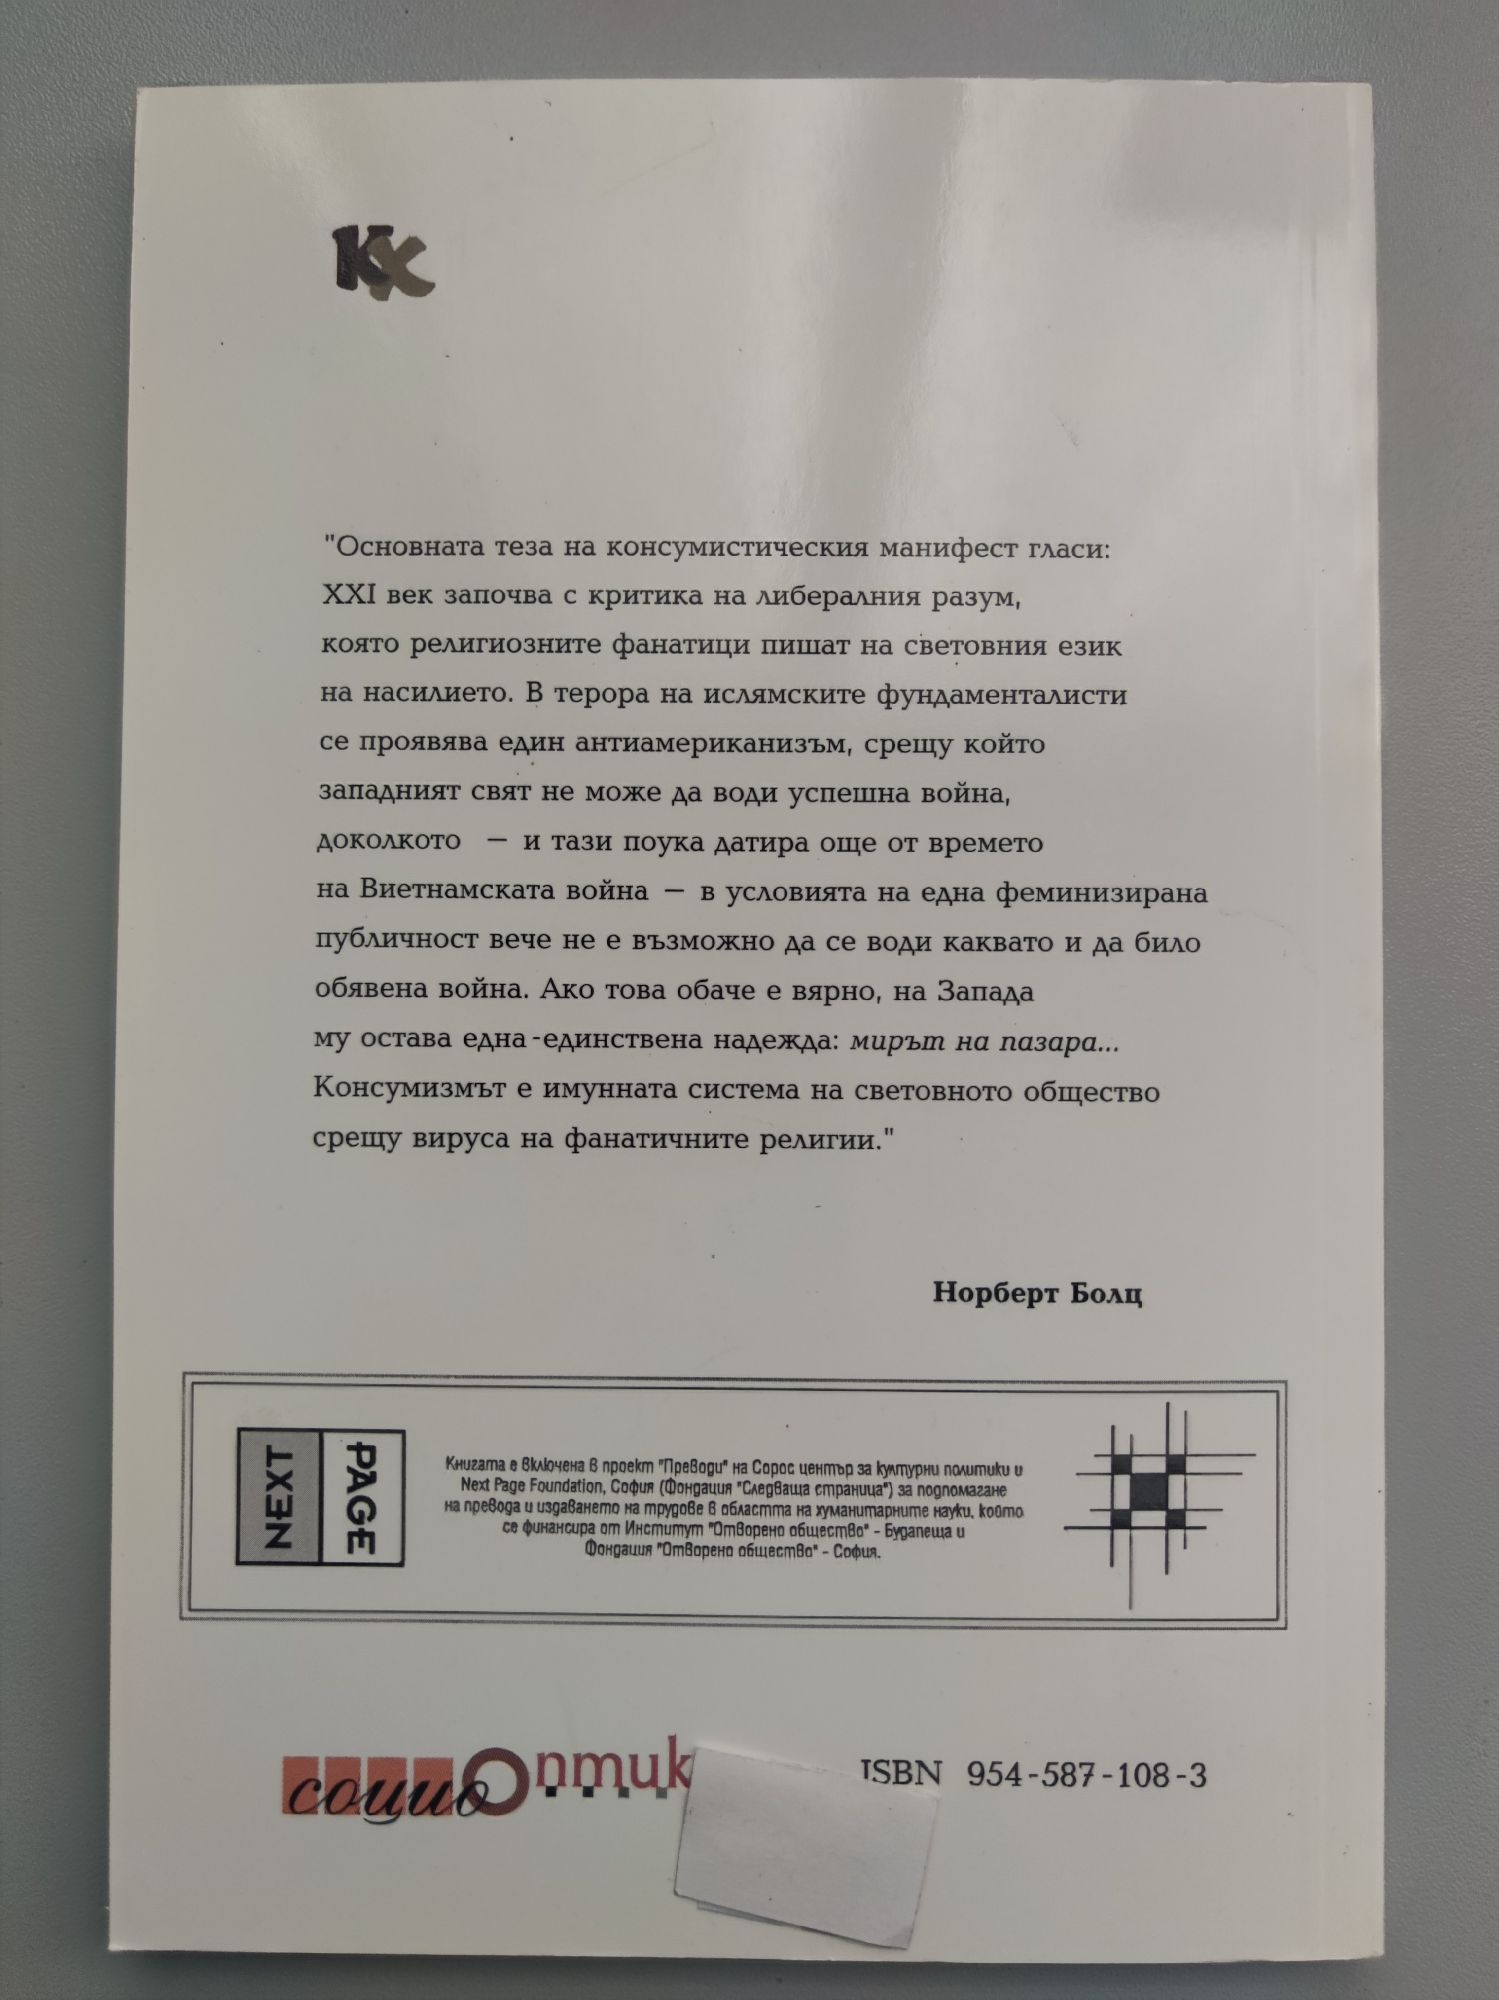 КХ
"Основната теза на консумистическия манифест гласи:
XXI век започва с критика на либералния разум,
която религиозните фанатици пишат на световния език
на насилието. В терора на ислямските фундаменталисти
се проявява един антиамериканизъм, срещу който
западният свят не може да води успешна война,
доколкото – и тази поука датира още от времето
на Виетнамската война – в условията на една феминизирана
публичност вече не е възможно да се води каквато и да било
обявена война. Ако това обаче е вярно, на Запада
му остава една-единствена надежда: мирът на пазара...
Консумизмът е имунната система на световното общество
срещу вируса на фанатичните религии."
Норберт Болц
NEXT
PAGE
Книгата е включена в проект "Преводи" на Сорос център за културни политики и
Next Page Foundation, София (Фондация "Следваща страница") за подпомагане
на превода и издаването на трудове в областта на хуманитарните науки, който
се финансира от Институт "Отворено общество" - Будапеща и
Фондация "Отворено общество" - София.
социоОптик
ISBN 954-587-108-3